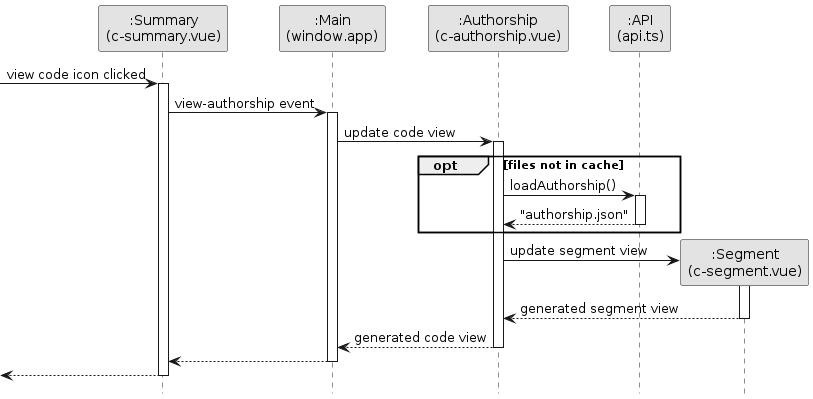 :Summary
(c-summary.vue)
:Main
(window.app)
:Authorship
(c-authorship.vue)
:API
(api.ts)
view code icon clicked
view-authorship event
update code view
opt
[files not in cache]
loadAuthorship()
"authorship.json"
update segment view
:Segment
(c-segment.vue)
generated segment view
generated code view